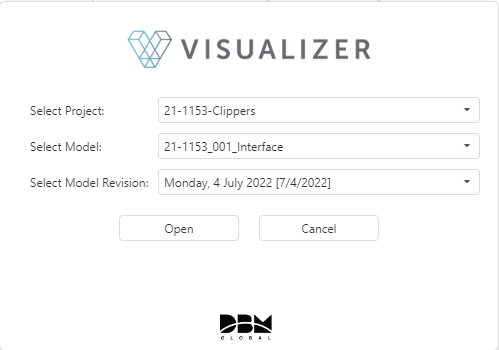 VISUALIZER
Select Project: 21-1153-Clippers
Select Model: 21-1153_001_Interface
Select Model Revision: Monday, 4 July 2022 [7/4/2022]
Open Cancel
DBM
GLOBAL